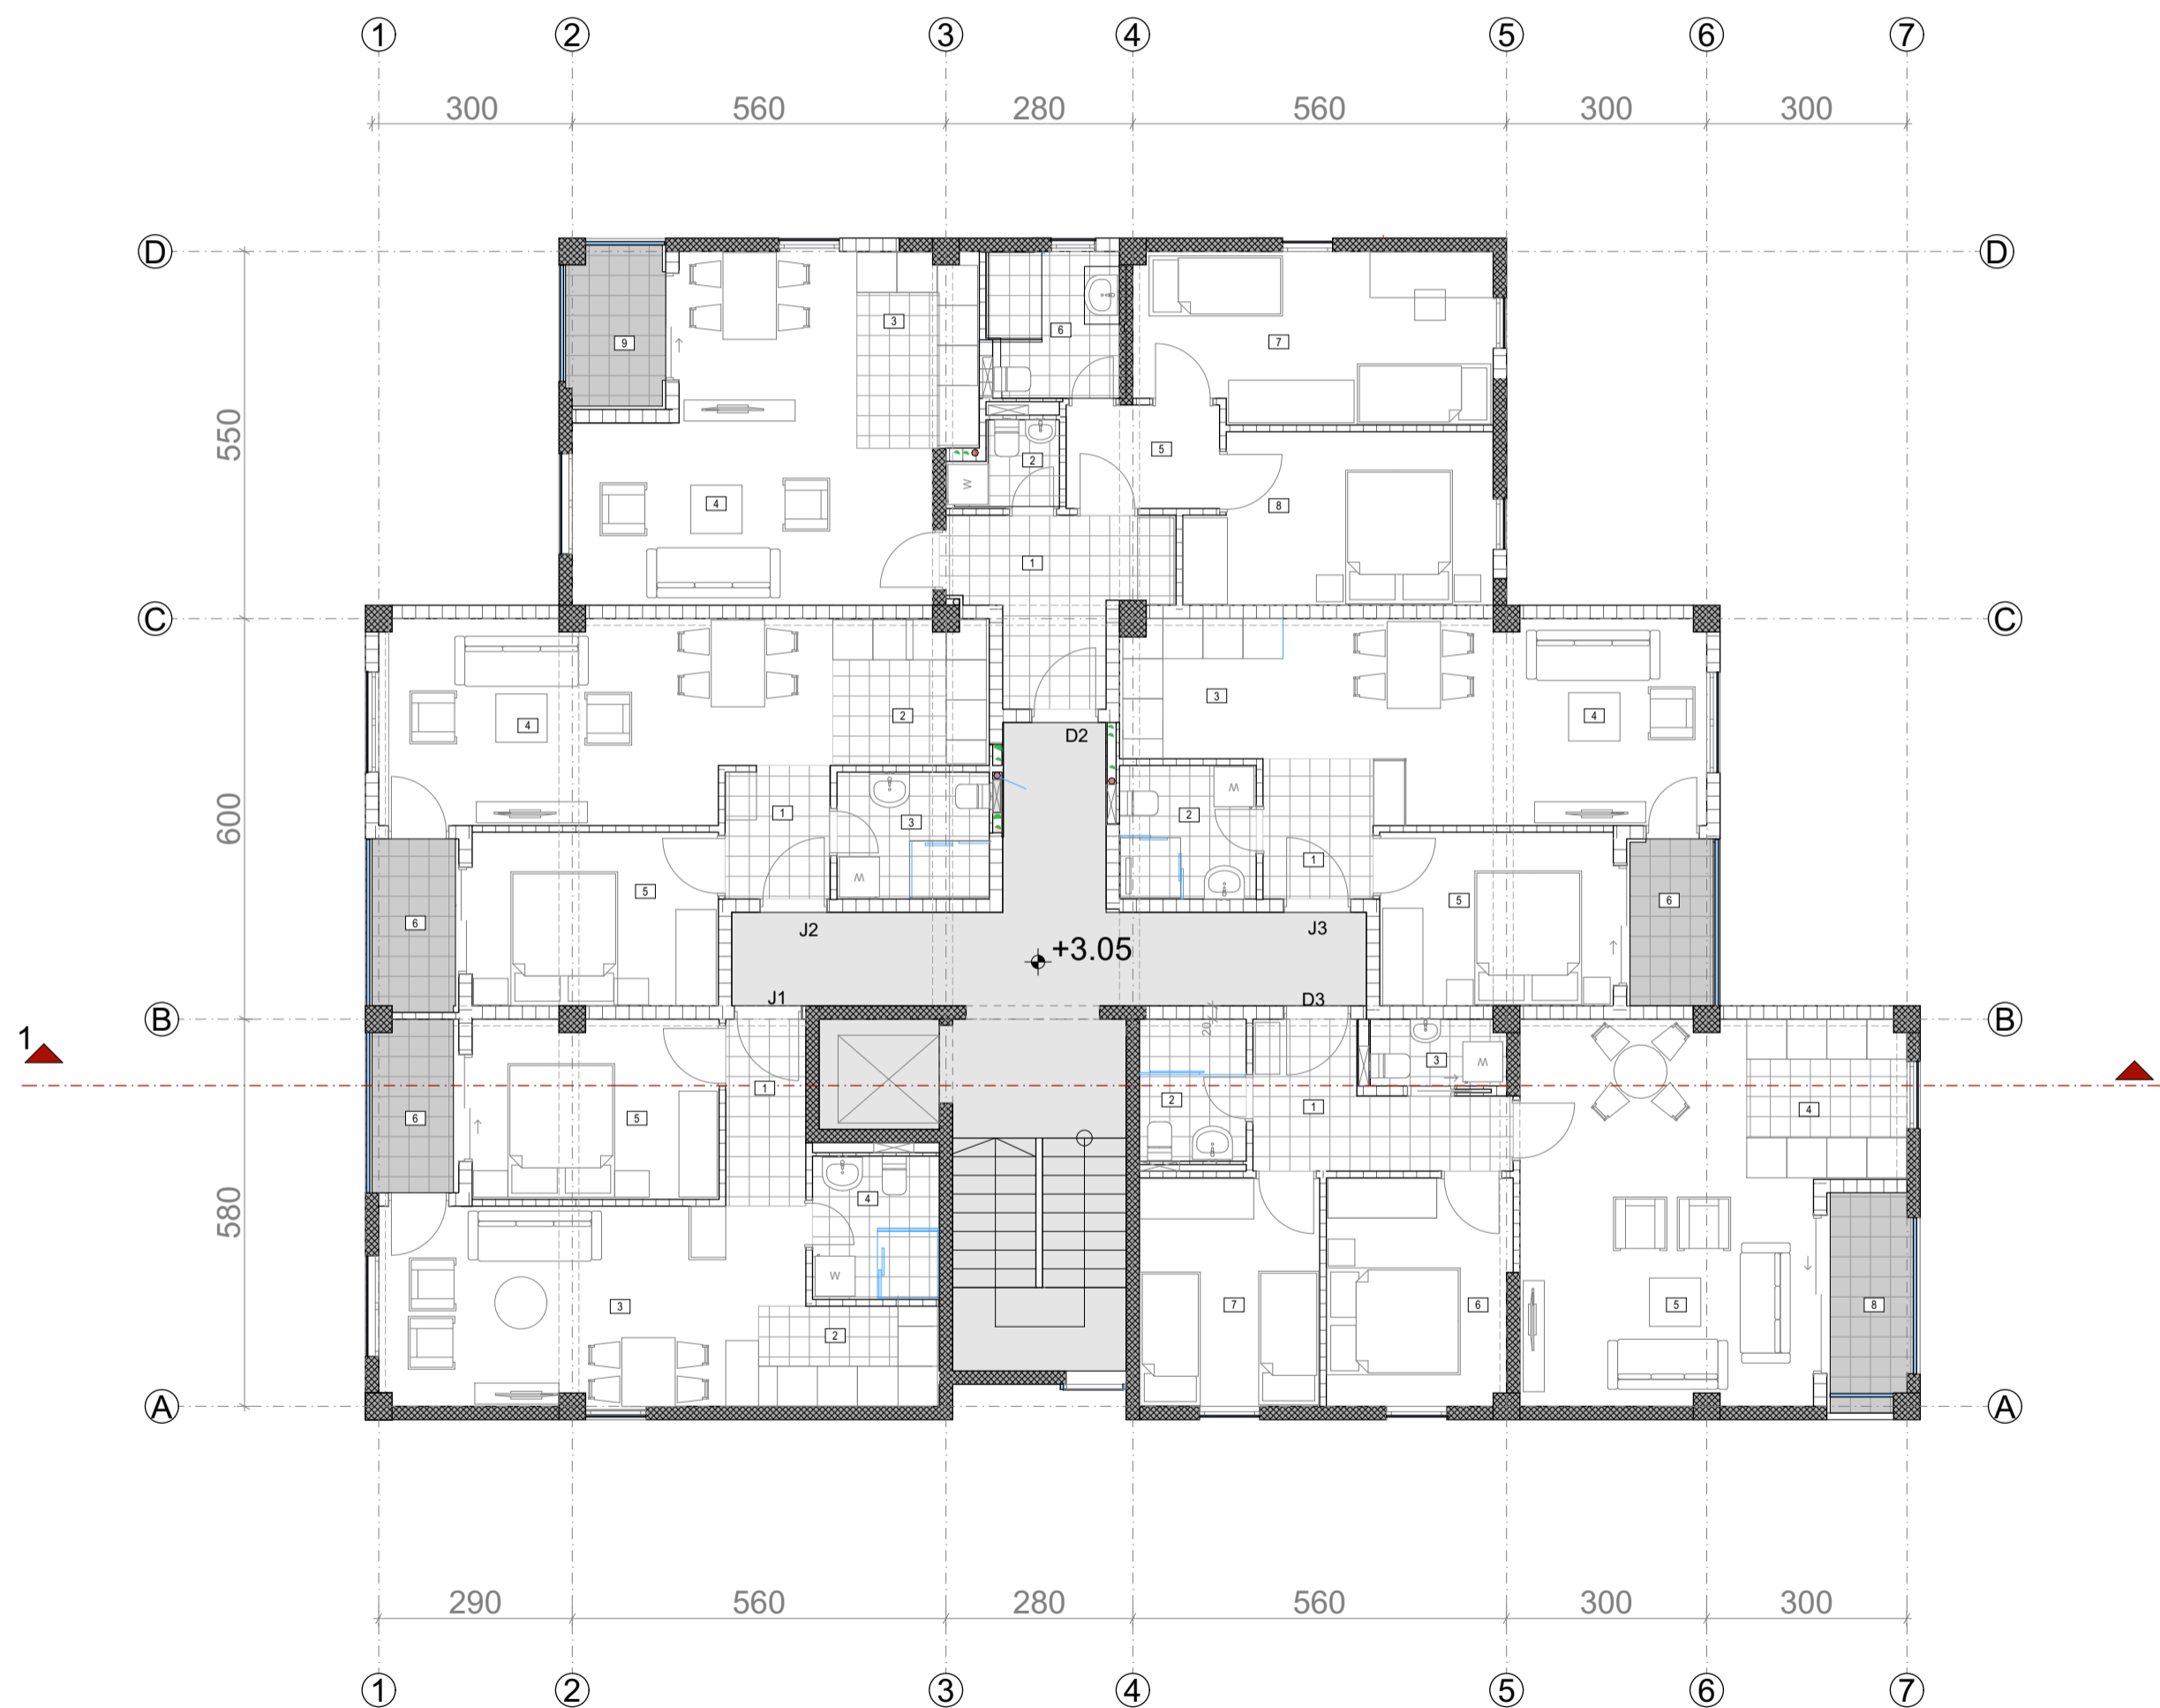 1 2 3 4 5 6 7
300 560 280 560 300 300
D D
9 3 6 7
550
2 5
4 8
1
C C
4 2 3 4
D2
600
1 3 2
1
5 5
6 6
J2 J3
+3.05
J1 D3
B B
1
20
6 5 1 2 1 3 4
580
4
3 2 7 6 5 8
W W W W W W
A A
290 560 280 560 300 300
1 2 3 4 5 6 7